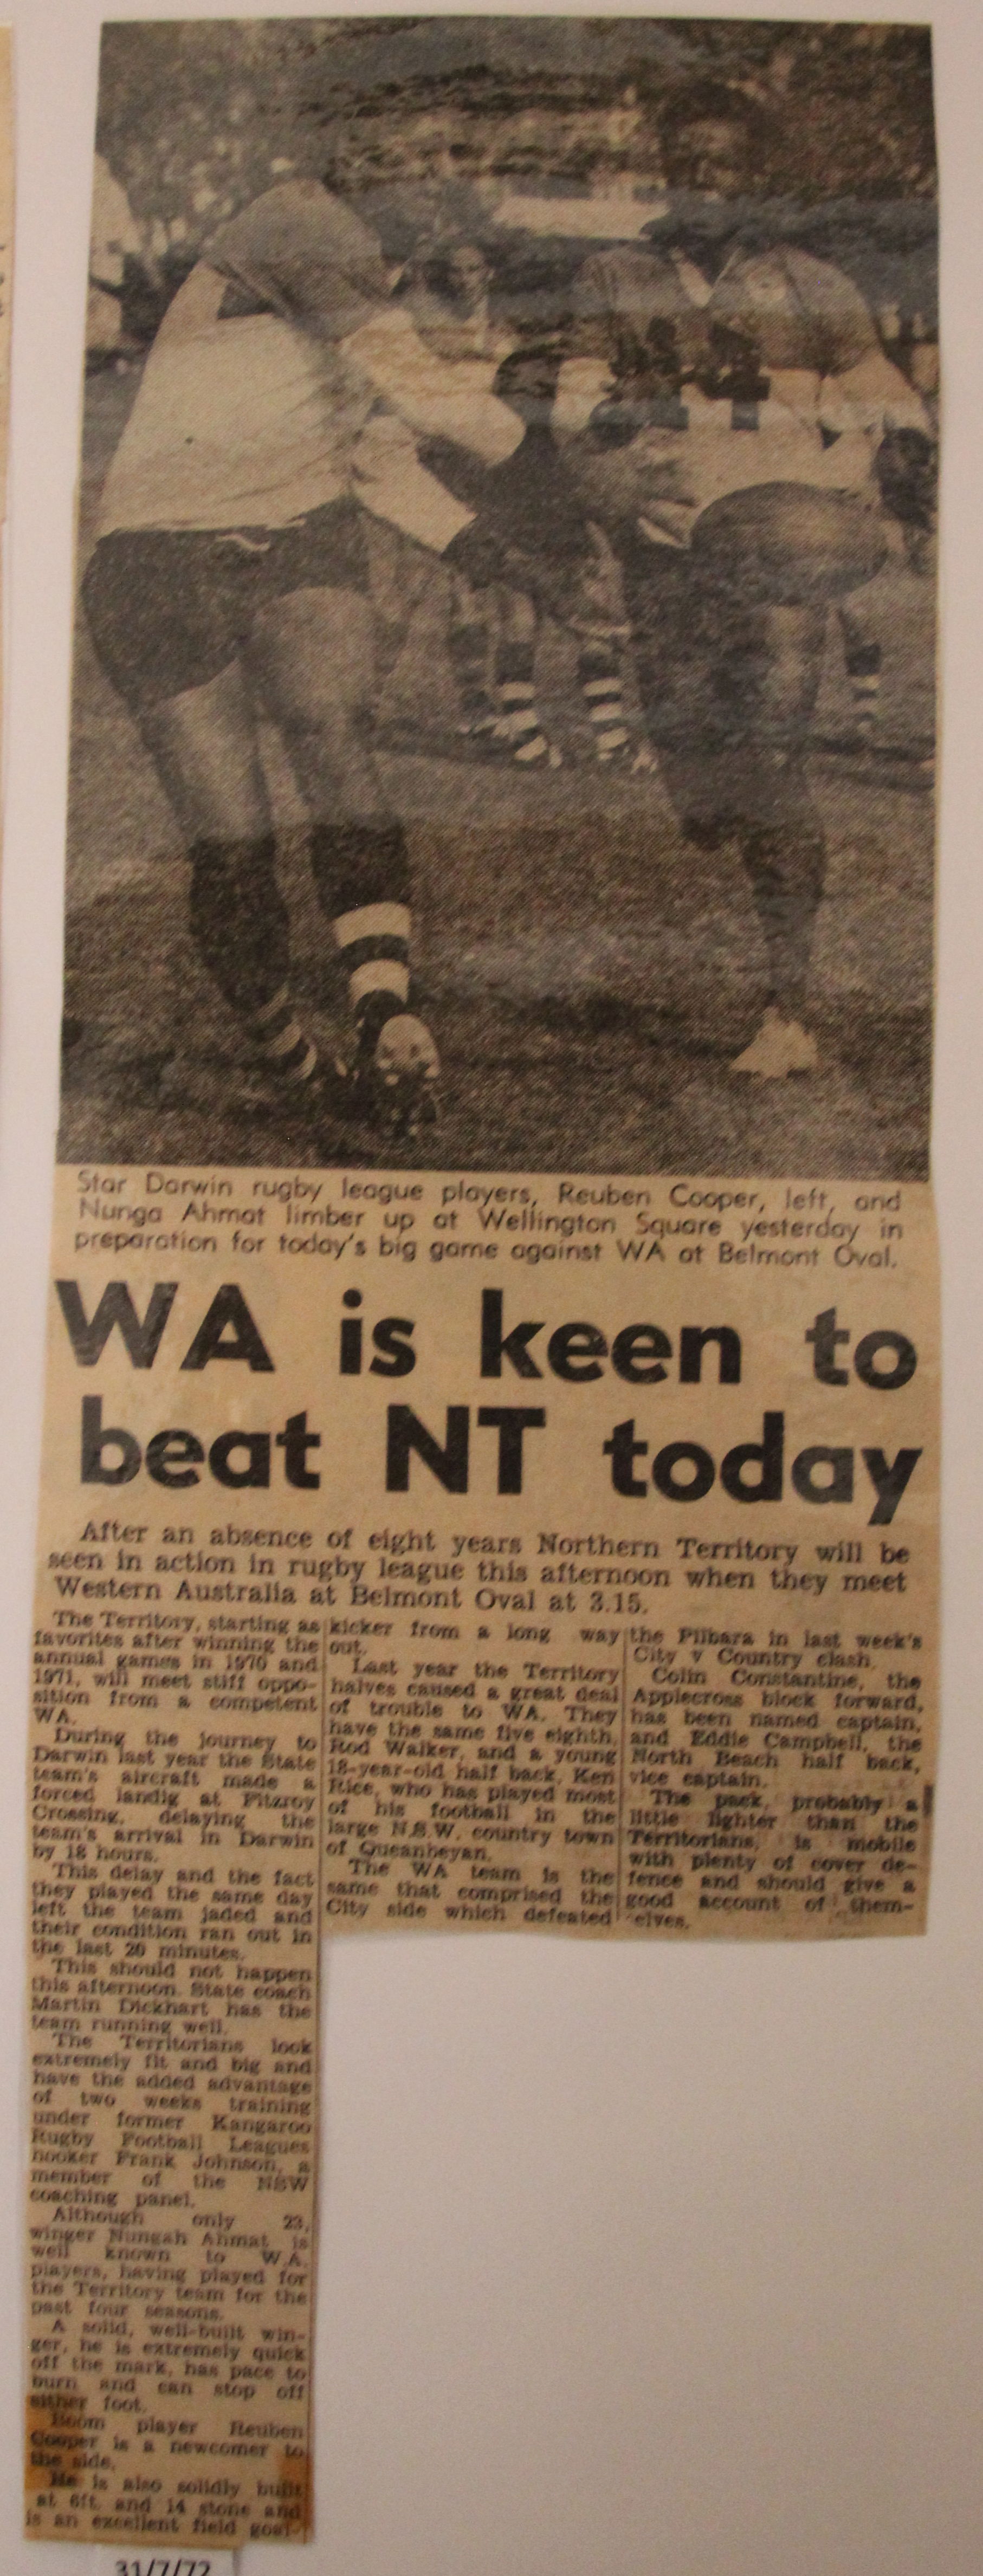 Star Darwin rugby league players, Reuben Cooper, left, and
Nunga Ahmat limber up at Wellington Square yesterday in
preparation for today's big game against WA at Belmont Oval.
WA is keen to
beat NT today
After an absence of eight years Northern Territory will be
seen in action in rugby league this afternoon when they meet
Western Australia at Belmont Oval at 3.15.
The Territory, starting as
favorites after winning the
annual games in 1970 and
1971, will meet stiff oppo-
sition from a competent
WA.
During the journey to
Darwin last year the State
team's aircraft made a
forced landig at Fitzroy
Crossing, delaying the
team's arrival in Darwin
by 18 hours.
This delay and the fact
they played the same day
left the team jaded and
their condition ran out in
the last 20 minutes.
This should not happen
this afternoon. State coach
Martin Dickhart has the
team running well.
The Territorians look
extremely fit and big and
have the added advantage
of two weeks training
under former Kangaroo
Rugby Football Leagues
hooker Frank Johnson, a
member of the NSW
coaching panel.
Although only 23,
winger Nungah Ahmat is
well known to W.A.
players, having played for
the Territory team for the
past four seasons.
A solid, well-built win-
ger, he is extremely quick
off the mark, has pace to
burn and can stop off
either foot.
Boom player Reuben
Cooper is a newcomer to
the side.
He is also solidly built
at 6ft. and 14 stone and
is an excellent field goal-
kicker from a long way
out.
Last year the Territory
halves caused a great deal
of trouble to WA. They
have the same five eighth,
Rod Walker, and a young
18-year-old half back, Ken
Rice, who has played most
of his football in the
large N.S.W. country town
of Queanbeyan.
The WA team is the
same that comprised the
City side which defeated
the Pilbara in last week's
City v Country clash.
Colin Constantine, the
Applecross block forward,
has been named captain,
and Eddie Campbell, the
North Beach half back,
vice captain.
The pack, probably a
little lighter than the
Territorians, is mobile
with plenty of cover de-
fence and should give a
good account of them-
elves.
31/7/72